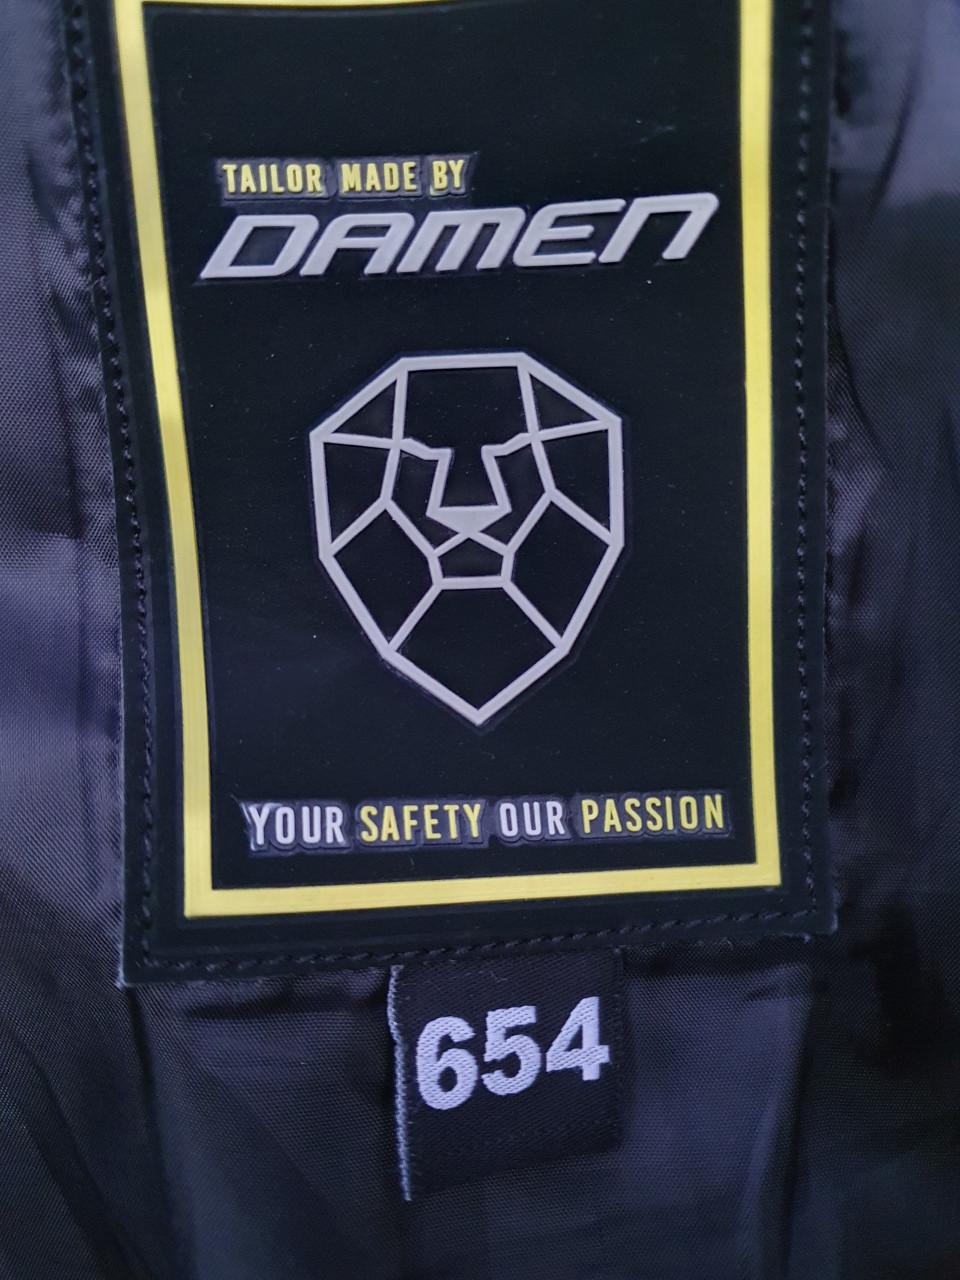 TAILOR MADE BY
DAMEN
YOUR SAFETY OUR PASSION
654